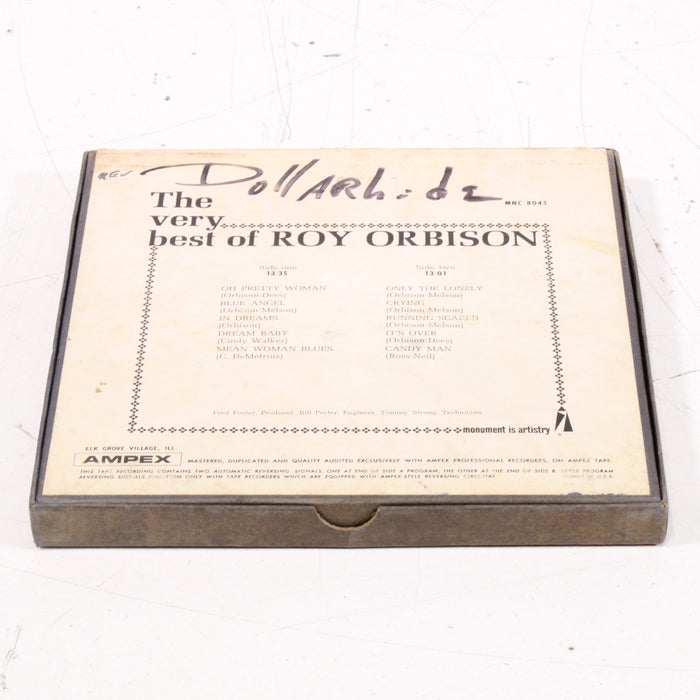 REV Dollarhide
MNC 8045
The
very
best of ROY ORBISON
Side one
13:35
OH PRETTY WOMAN
(Orbison-Dees)
BLUE ANGEL
(Orbison-Melson)
IN DREAMS
(Orbison)
DREAM BABY
(Cindy Walker)
MEAN WOMAN BLUES
(C. DeMetrius)
Side two
13:01
ONLY THE LONELY
(Orbison-Melson)
CRYING
(Orbison-Melson)
RUNNING SCARED
(Orbison-Melson)
IT'S OVER
(Orbison-Dees)
CANDY MAN
(Ross-Neil)
Fred Foster, Producer Bill Porter, Engineer Tommy Strong, Technician
monument is artistry
ELK GROVE VILLAGE, ILL.
AMPEX MASTERED, DUPLICATED AND QUALITY AUDITED EXCLUSIVELY WITH AMPEX PROFESSIONAL RECORDERS, ON AMPEX TAPE.
THIS TAPE RECORDING CONTAINS TWO AUTOMATIC REVERSING SIGNALS, ONE AT END OF SIDE A PROGRAM, THE OTHER AT THE END OF SIDE B. THESE PROGRAM
REVERSING SIGNALS FUNCTION ONLY WITH TAPE RECORDERS WHICH ARE EQUIPPED WITH AMPEX-STYLE REVERSING CIRCUITRY. PRINTED IN U.S.A.